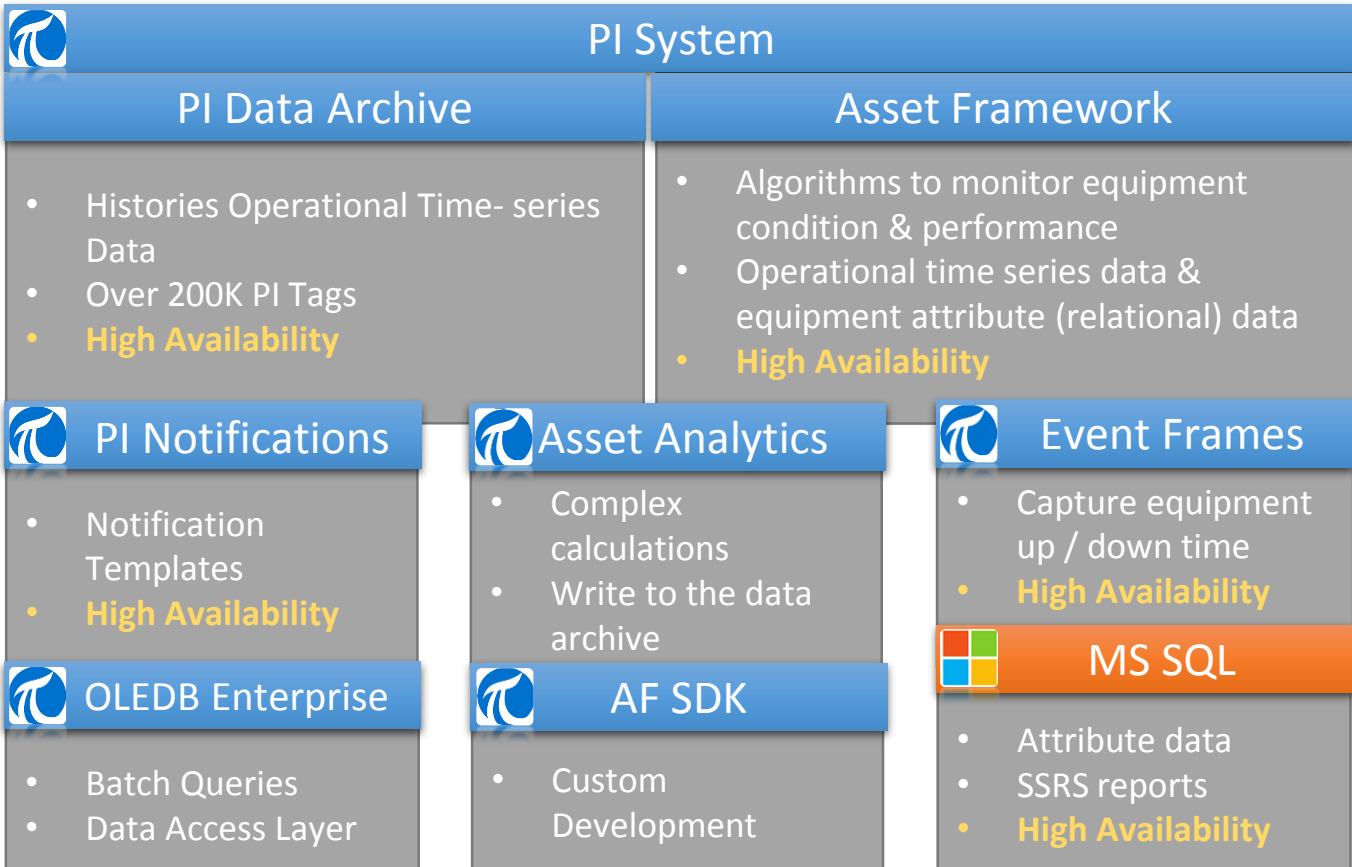 PI System
PI Data Archive
• Histories Operational Time- series
Data
• Over 200K PI Tags
• High Availability
Asset Framework
• Algorithms to monitor equipment
condition & performance
• Operational time series data &
equipment attribute (relational) data
• High Availability
PI Notifications
• Notification
Templates
• High Availability
Asset Analytics
• Complex
calculations
• Write to the data
archive
Event Frames
• Capture equipment
up / down time
• High Availability
OLEDB Enterprise
• Batch Queries
• Data Access Layer
AF SDK
• Custom
Development
MS SQL
• Attribute data
• SSRS reports
• High Availability